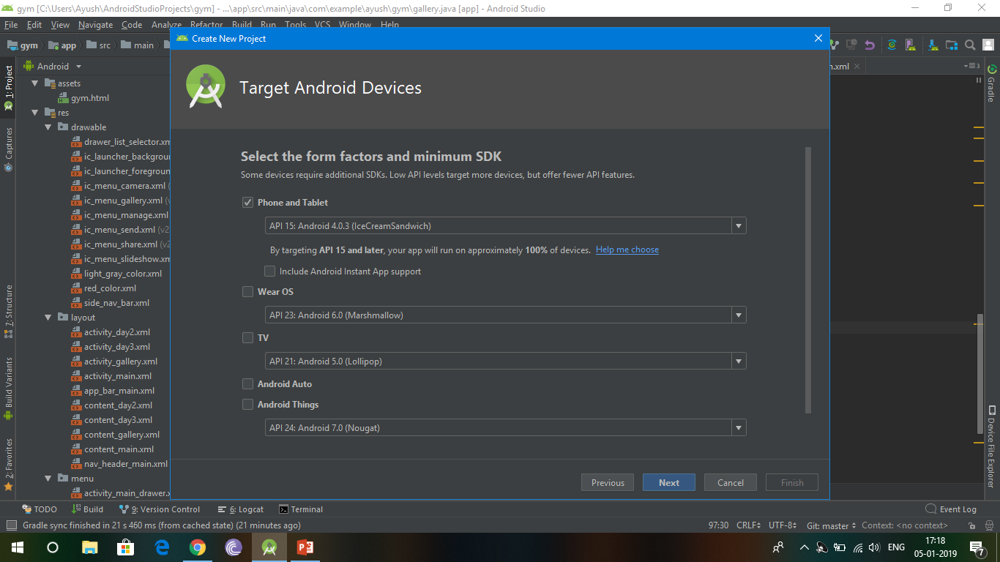 gym [C:\Users\Ayush\AndroidStudioProjects\gym] - ...\app\src\main\java\com\example\ayush\gym\gallery.java [app] - Android Studio
File Edit View Navigate Code Analyze Refactor Build Run Tools VCS Window Help
gym app src main
Create New Project
Target Android Devices
Select the form factors and minimum SDK
Some devices require additional SDKs. Low API levels target more devices, but offer fewer API features.
Phone and Tablet
API 15: Android 4.0.3 (IceCreamSandwich)
By targeting API 15 and later, your app will run on approximately 100% of devices. Help me choose
Include Android Instant App support
Wear OS
API 23: Android 6.0 (Marshmallow)
TV
API 21: Android 5.0 (Lollipop)
Android Auto
Android Things
API 24: Android 7.0 (Nougat)
Previous Next Cancel Finish
1: Project
Captures
7: Structure
Build Variants
2: Favorites
Android
assets
gym.html
res
drawable
drawer_list_selector.xm
ic_launcher_backgroun
ic_launcher_foregroun
ic_menu_camera.xml (
ic_menu_gallery.xml (v
ic_menu_manage.xml
ic_menu_send.xml (v2
ic_menu_share.xml (v2
ic_menu_slideshow.xm
light_gray_color.xml
red_color.xml
side_nav_bar.xml
layout
activity_day2.xml
activity_day3.xml
activity_gallery.xml
activity_main.xml
app_bar_main.xml
content_day2.xml
content_day3.xml
content_gallery.xml
content_main.xml
nav_header_main.xml
menu
activity_main_drawer.x
n.xml
3
Gradle
Device File Explorer
TODO Build 9: Version Control 6: Logcat Terminal Event Log
Gradle sync finished in 21 s 460 ms (from cached state) (21 minutes ago) 97:30 CRLF UTF-8 Git: master Context: <no context>
ENG 17:18
05-01-2019
7